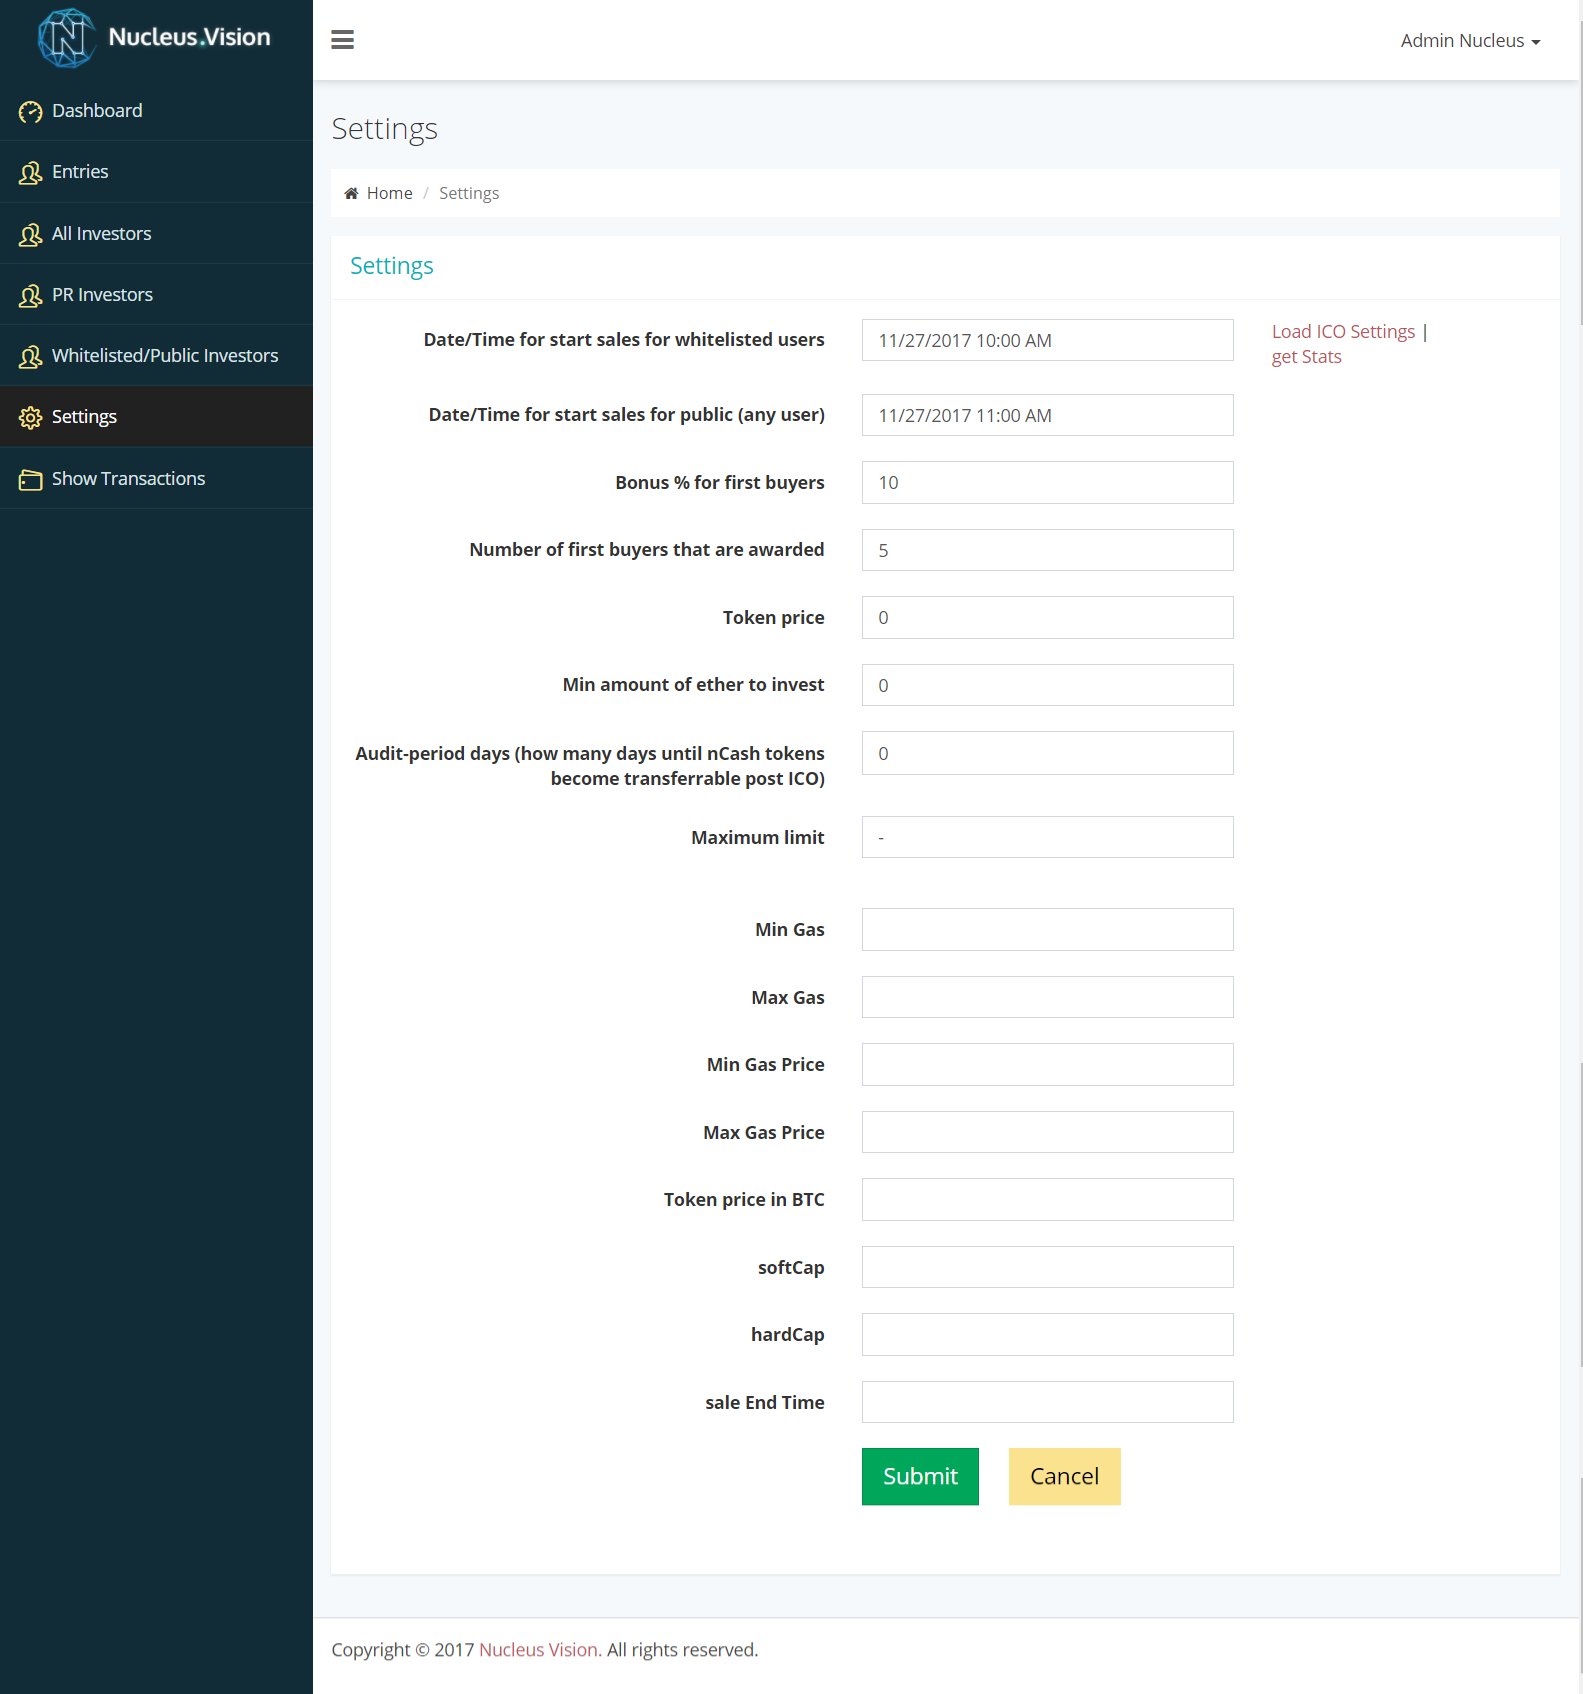 Nucleus.Vision
Admin Nucleus
Dashboard
Entries
All Investors
PR Investors
Whitelisted/Public Investors
Settings
Show Transactions
Settings
Home / Settings
Settings
Date/Time for start sales for whitelisted users
11/27/2017 10:00 AM
Load ICO Settings |
get Stats
Date/Time for start sales for public (any user)
11/27/2017 11:00 AM
Bonus % for first buyers
10
Number of first buyers that are awarded
5
Token price
0
Min amount of ether to invest
0
Audit-period days (how many days until nCash tokens
become transferrable post ICO)
0
Maximum limit
-
Min Gas
Max Gas
Min Gas Price
Max Gas Price
Token price in BTC
softCap
hardCap
sale End Time
Submit
Cancel
Copyright © 2017 Nucleus Vision. All rights reserved.